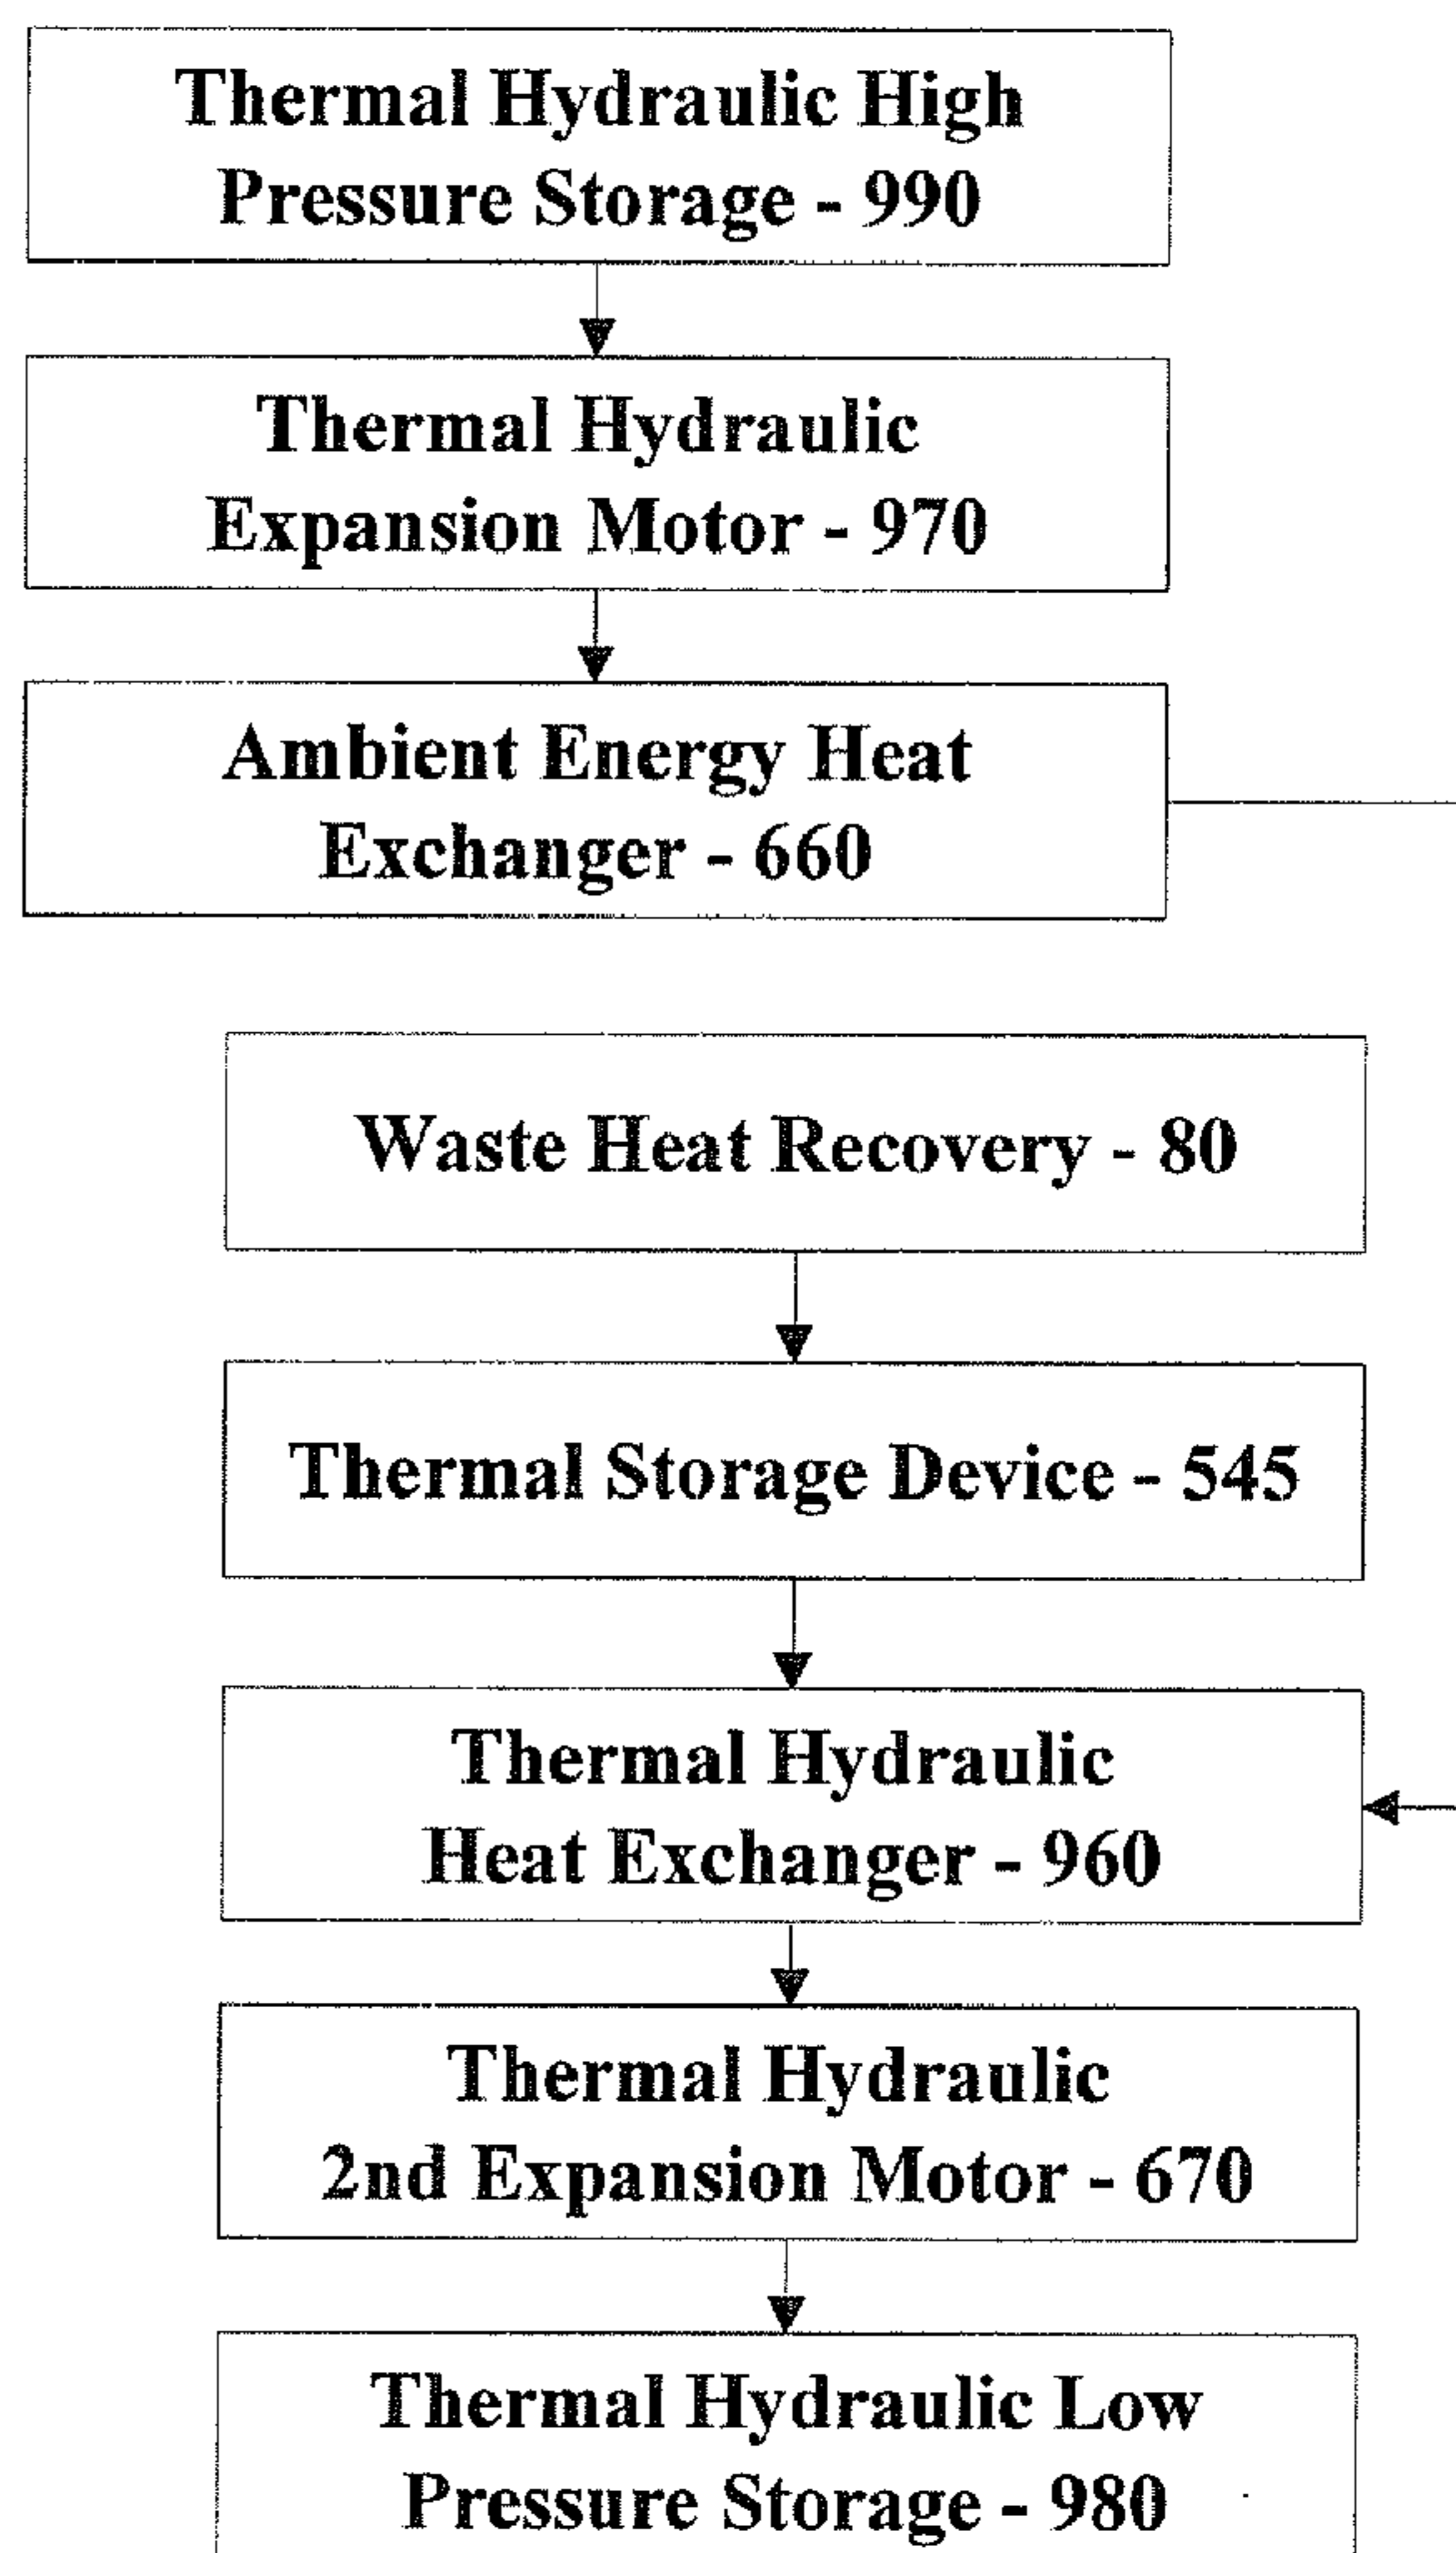 Thermal Hydraulic High
Pressure Storage - 990
Thermal Hydraulic
Expansion Motor - 970
Ambient Energy Heat
Exchanger - 660
Waste Heat Recovery - 80
Thermal Storage Device - 545
Thermal Hydraulic
Heat Exchanger - 960
Thermal Hydraulic
2nd Expansion Motor - 670
Thermal Hydraulic Low
Pressure Storage - 980